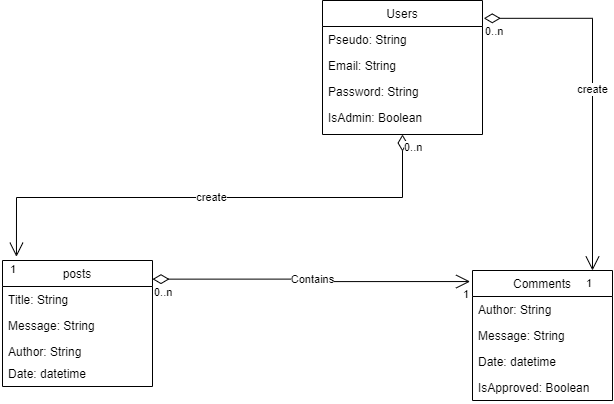 Users
0..n
Pseudo: String
Email: String
Password: String
IsAdmin: Boolean
create
0..n
create
1
posts
Title: String
Message: String
Author: String
Date: datetime
0..n
Contains
1
Comments
1
Author: String
Message: String
Date: datetime
IsApproved: Boolean